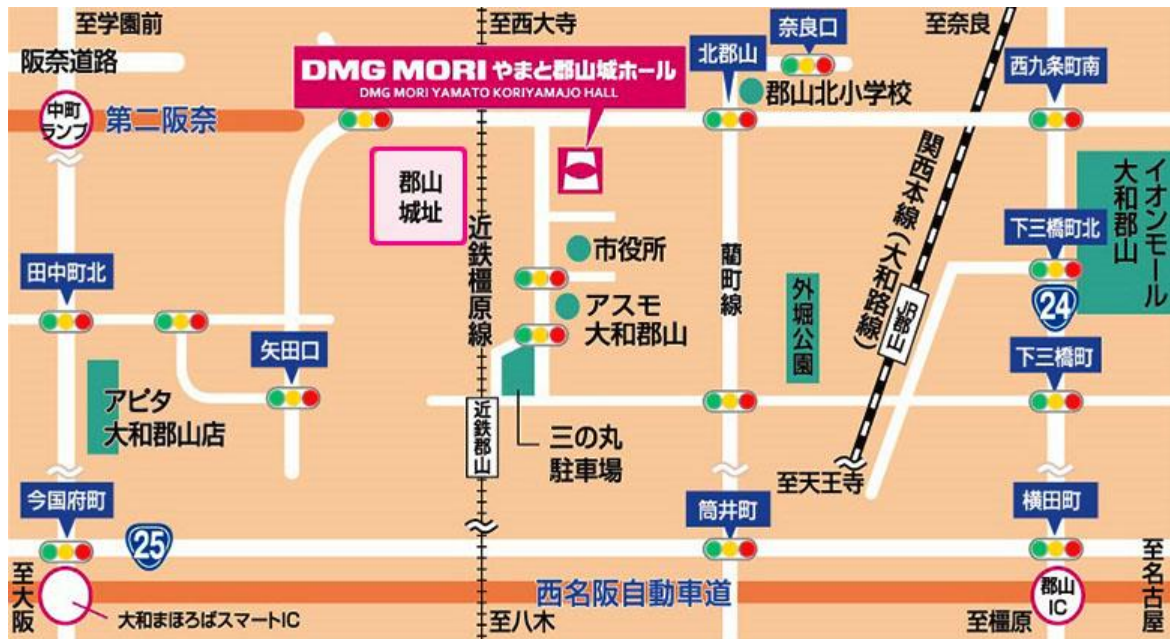 至学園前
至西大寺
奈良口
至奈良
阪奈道路
DMG MORI やまと郡山城ホール
DMG MORI YAMATO KORIYAMAJO HALL
北郡山
西九条町南
郡山北小学校
中町
ランプ
第二阪奈
郡山
城址
近鉄橿原線
関西本線(大和路線)
イオンモール
大和郡山
市役所
藺町線
下三橋町北
田中町北
アスモ
大和郡山
外堀公園
JR郡山
24
矢田口
下三橋町
アピタ
大和郡山店
近鉄郡山
三の丸
駐車場
至天王寺
今国府町
筒井町
横田町
25
至大阪
西名阪自動車道
郡山
IC
至名古屋
大和まほろばスマートIC
至八木
至橿原